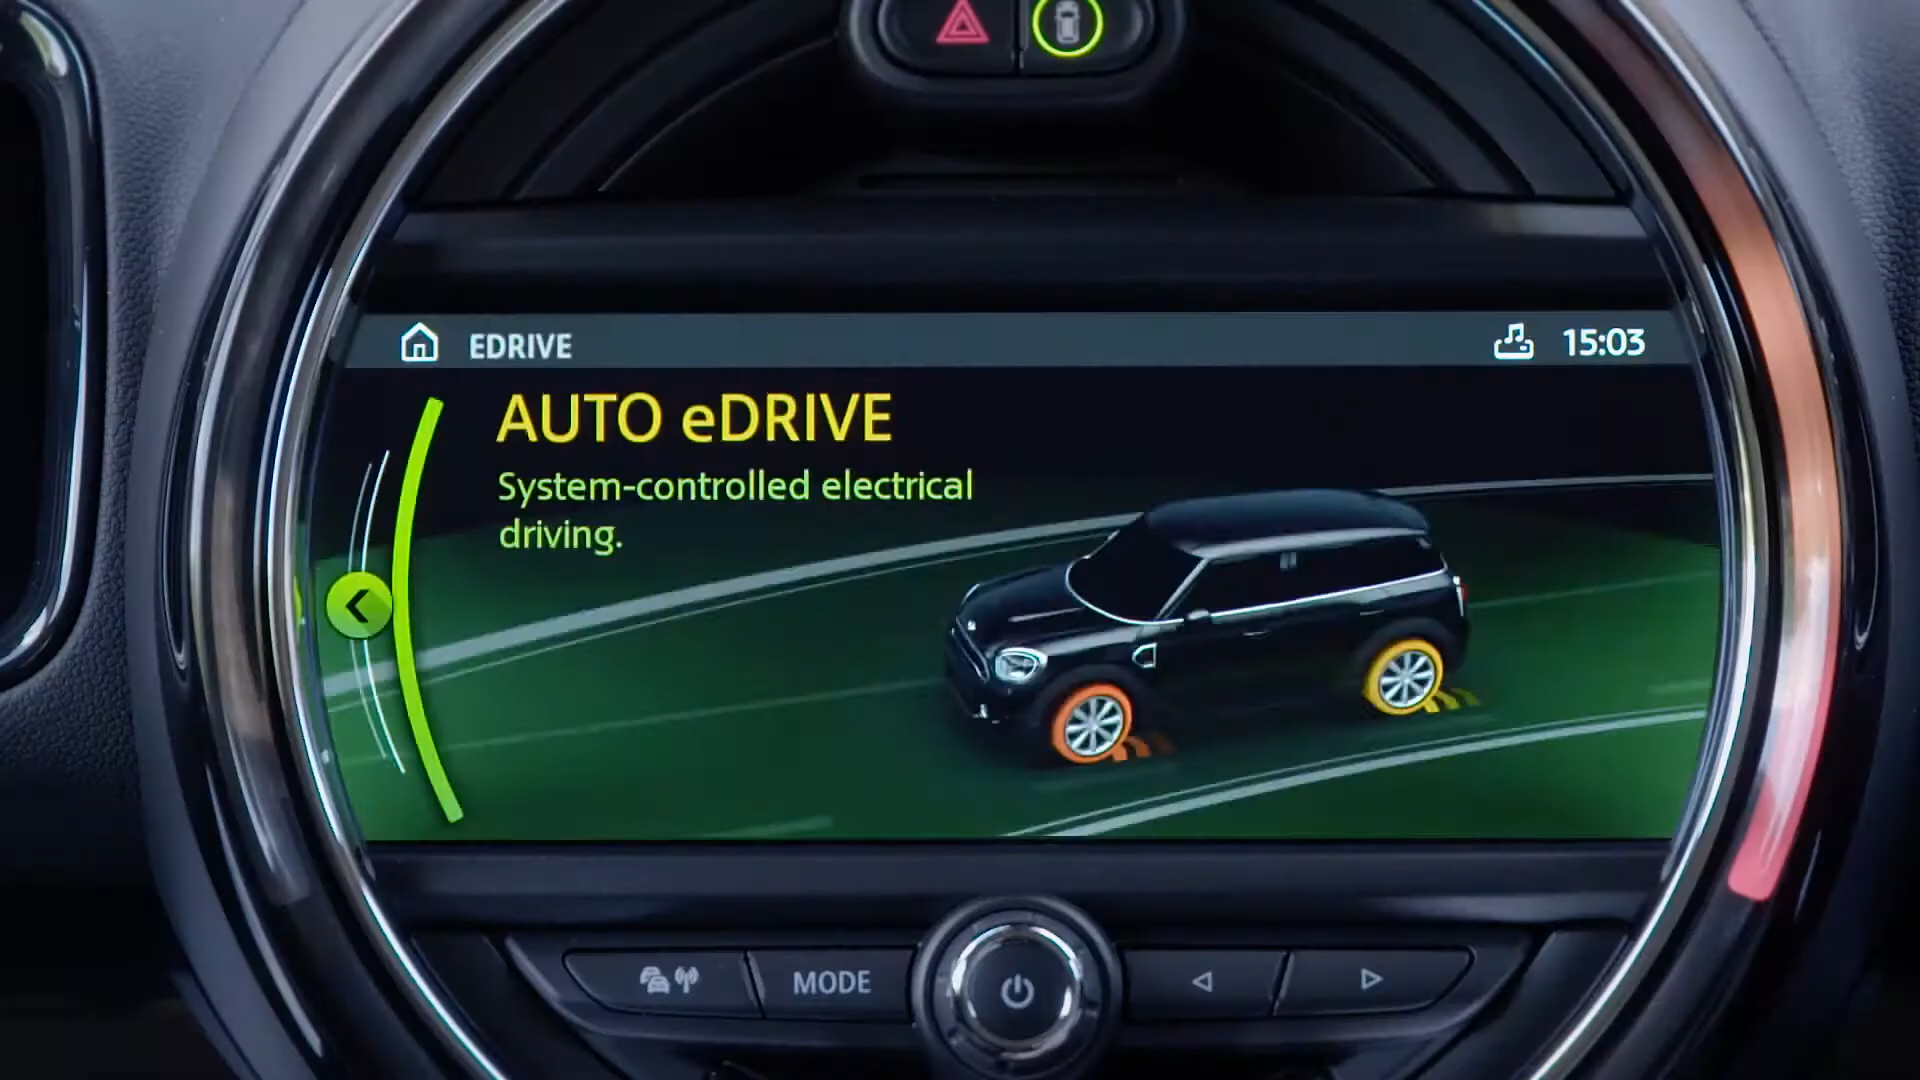 EDRIVE
15:03
AUTO eDRIVE
System-controlled electrical
driving.
MODE